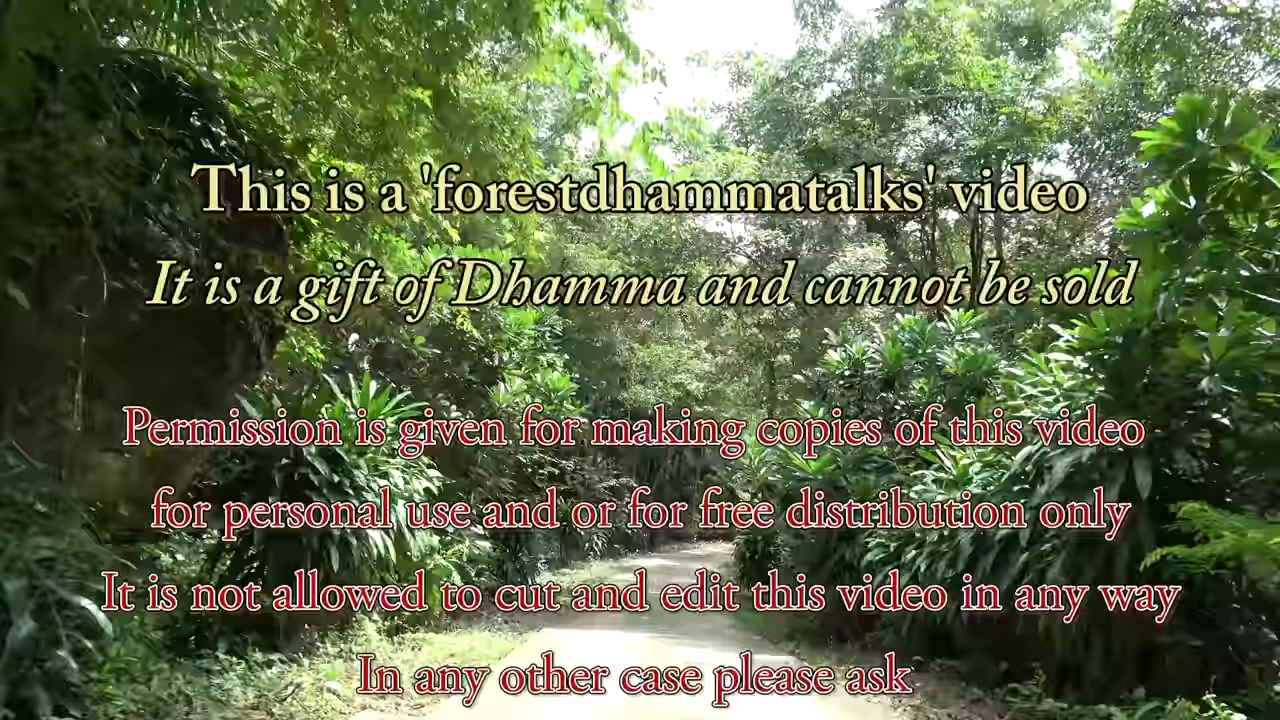 This is a 'forestdhammatalks' video
It is a gift of Dhamma and cannot be sold
Permission is given for making copies of this video
for personal use and or for free distribution only
It is not allowed to cut and edit this video in any way
In any other case please ask